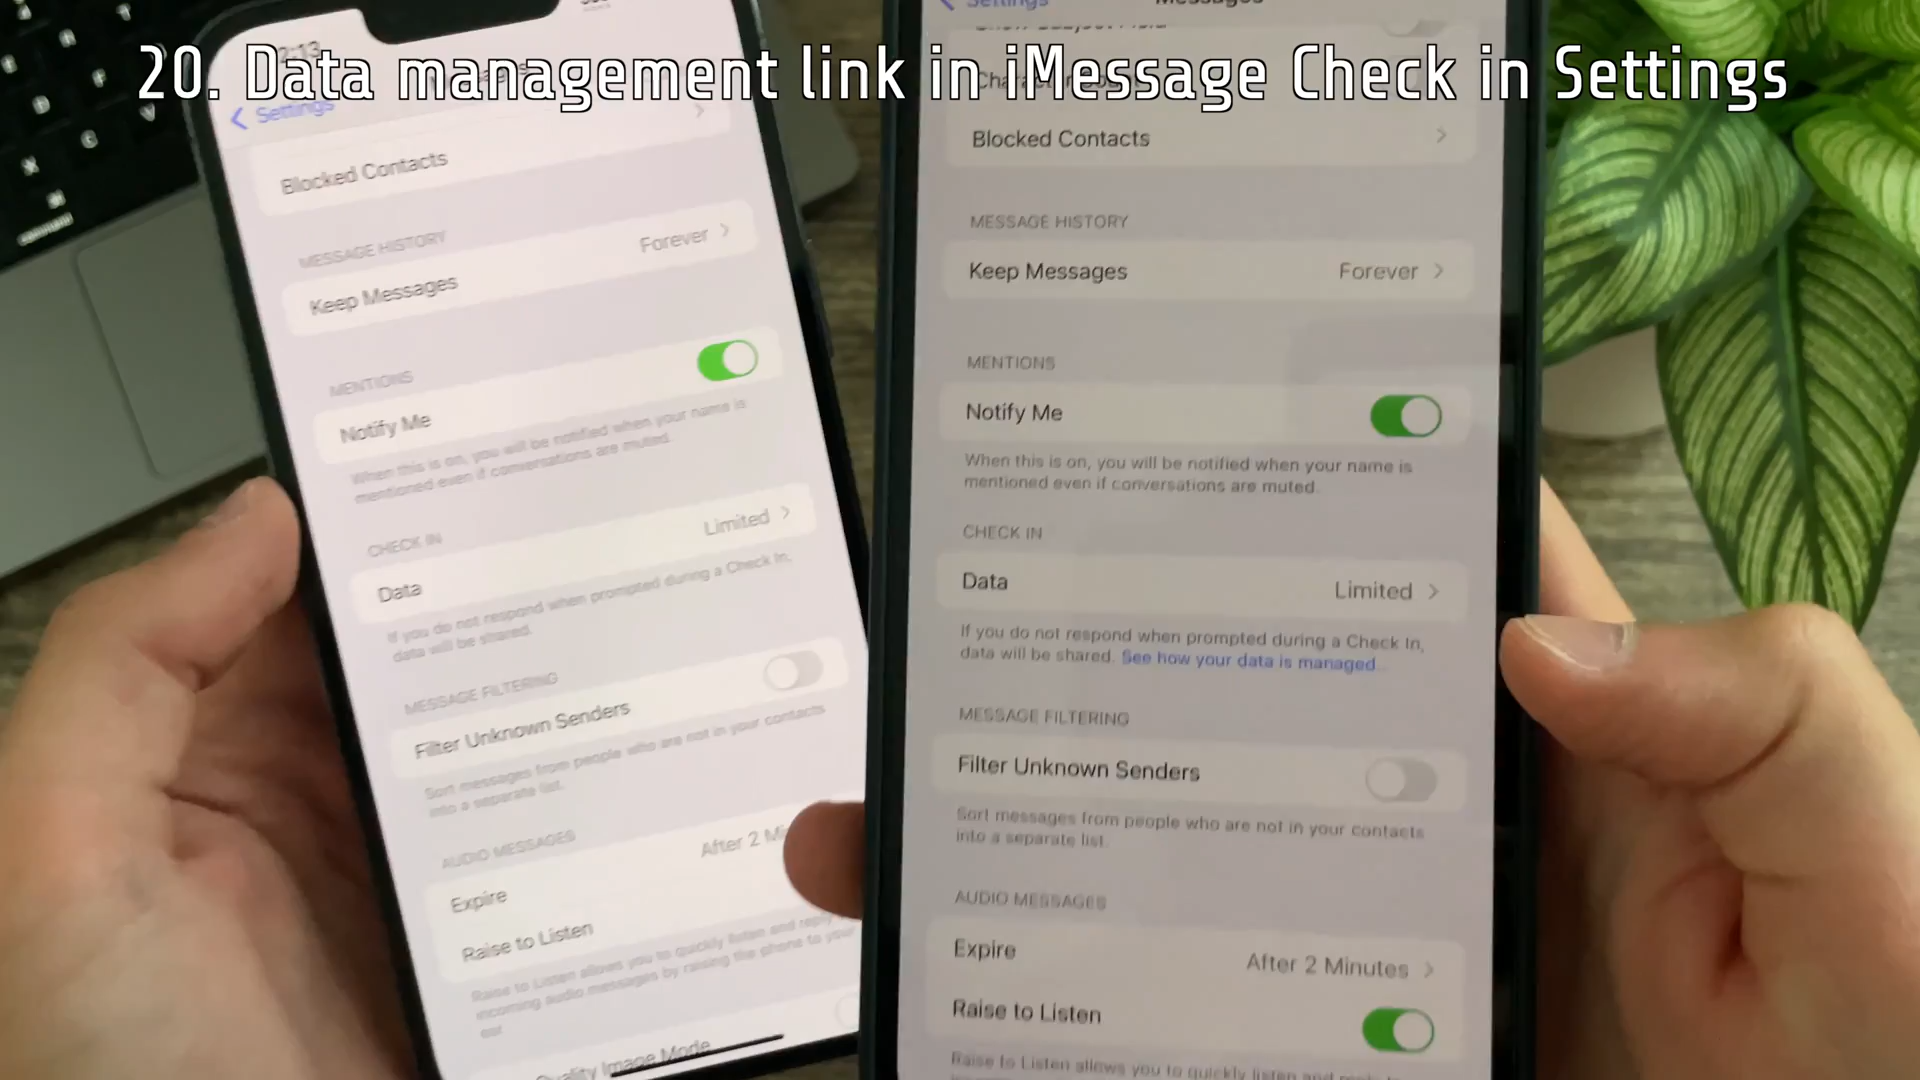 20. Data management link in iMessage Check in Settings
Settings
Blocked Contacts
MESSAGE HISTORY
Keep Messages
Forever
MENTIONS
Notify Me
When this is on, you will be notified when your name is
mentioned even if conversations are muted.
CHECK IN
Data
Limited
If you do not respond when prompted during a Check In,
data will be shared.
MESSAGE FILTERING
Filter Unknown Senders
Sort messages from people who are not in your contacts
into a separate list.
AUDIO MESSAGES
Expire
After 2
Raise to Listen
Raise to Listen allows you to quickly listen and reply
incoming audio messages by raising the phone to your
ear
Quality Image Mode
Settings
Messages
Blocked Contacts
MESSAGE HISTORY
Keep Messages
Forever
MENTIONS
Notify Me
When this is on, you will be notified when your name is
mentioned even if conversations are muted.
CHECK IN
Data
Limited
If you do not respond when prompted during a Check In,
data will be shared. See how your data is managed...
MESSAGE FILTERING
Filter Unknown Senders
Sort messages from people who are not in your contacts
into a separate list.
AUDIO MESSAGES
Expire
After 2 Minutes
Raise to Listen
Raise to Listen allows you to quickly listen and